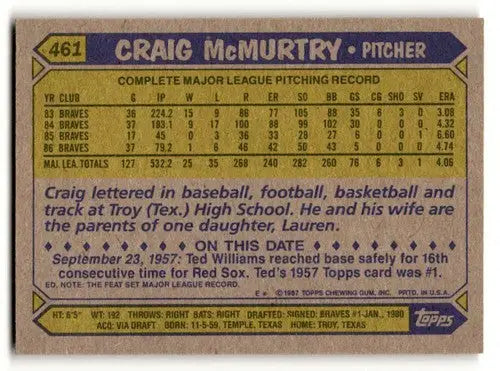 461 CRAIG McMURTRY • PITCHER
COMPLETE MAJOR LEAGUE PITCHING RECORD
YR CLUB G IP W L R ER SO BB GS CG SHO SV ERA
83 BRAVES 36 224.2 15 9 86 77 105 88 35 6 3 0 3.08
84 BRAVES 37 183.1 9 17 100 88 99 102 30 0 0 0 4.32
85 BRAVES 17 45.0 0 3 36 33 28 27 6 0 0 1 6.60
86 BRAVES 37 79.2 1 6 46 42 50 43 5 0 0 0 4.74
MAJ. LEA. TOTALS 127 532.2 25 35 268 240 282 260 76 6 3 1 4.06
Craig lettered in baseball, football, basketball and
track at Troy (Tex.) High School. He and his wife are
the parents of one daughter, Lauren.
ON THIS DATE
September 23, 1957: Ted Williams reached base safely for 16th
consecutive time for Red Sox. Ted's 1957 Topps card was #1.
ED. NOTE: THE FEAT SET MAJOR LEAGUE RECORD.
© 1987 TOPPS CHEWING GUM, INC. PRTD. IN U.S.A.
HT: 6'5" WT: 192 THROWS: RIGHT BATS: RIGHT DRAFTED: SIGNED: BRAVES #1-JAN., 1980
ACQ: VIA DRAFT BORN: 11-5-59, TEMPLE, TEXAS HOME: TROY, TEXAS
Topps